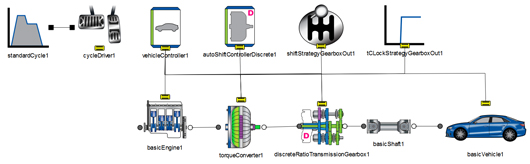 standardCycle1
cycleDriver1
vehicleController1
D
autoShiftControllerDiscrete1
shiftStrategyGearboxOut1
tCLockStrategyGearboxOut1
basicEngine1
torqueConverter1
D
discreteRatioTransmissionGearbox1
basicShaft1
basicVehicle1